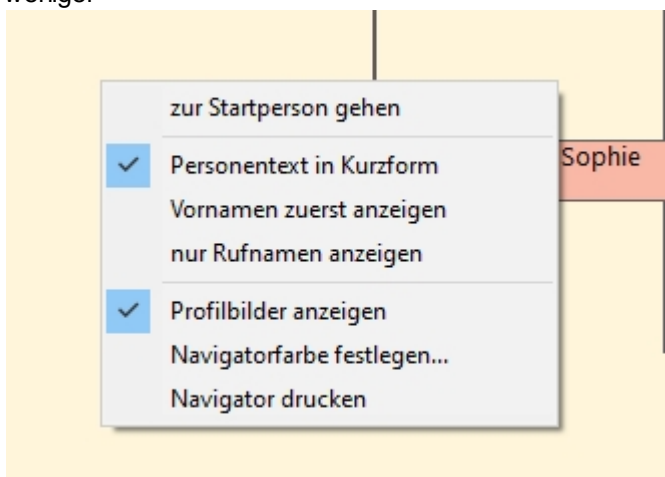 zur Startperson gehen
Personentext in Kurzform
Sophie
Vornamen zuerst anzeigen
nur Rufnamen anzeigen
Profilbilder anzeigen
Navigatorfarbe festlegen...
Navigator drucken